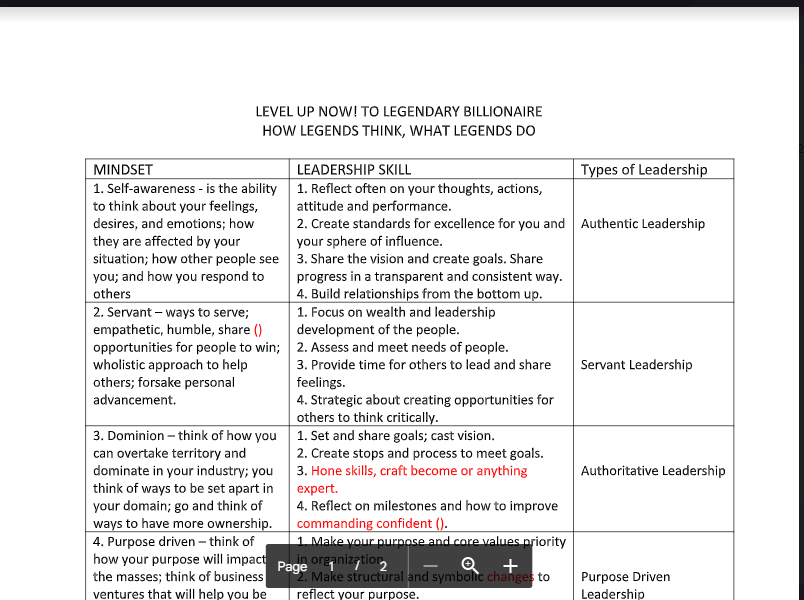 LEVEL UP NOW! TO LEGENDARY BILLIONAIRE
HOW LEGENDS THINK, WHAT LEGENDS DO
MINDSET
LEADERSHIP SKILL
Types of Leadership
1. Self-awareness - is the ability
to think about your feelings,
desires, and emotions; how
they are affected by your
situation; how other people see
you; and how you respond to
others
1. Reflect often on your thoughts, actions,
attitude and performance.
2. Create standards for excellence for you and
your sphere of influence.
3. Share the vision and create goals. Share
progress in a transparent and consistent way.
4. Build relationships from the bottom up.
Authentic Leadership
2. Servant – ways to serve;
empathetic, humble, share ()
opportunities for people to win;
wholistic approach to help
others; forsake personal
advancement.
1. Focus on wealth and leadership
development of the people.
2. Assess and meet needs of people.
3. Provide time for others to lead and share
feelings.
4. Strategic about creating opportunities for
others to think critically.
Servant Leadership
3. Dominion – think of how you
can overtake territory and
dominate in your industry; you
think of ways to be set apart in
your domain; go and think of
ways to have more ownership.
1. Set and share goals; cast vision.
2. Create stops and process to meet goals.
3. Hone skills, craft become or anything
expert.
4. Reflect on milestones and how to improve
commanding confident ().
Authoritative Leadership
4. Purpose driven – think of
how your purpose will impact
the masses; think of business
ventures that will help you be
1. Make your purpose and core values priority
in organization
2. Make structural and symbolic changes to
reflect your purpose.
Purpose Driven
Leadership
Page 1 / 2